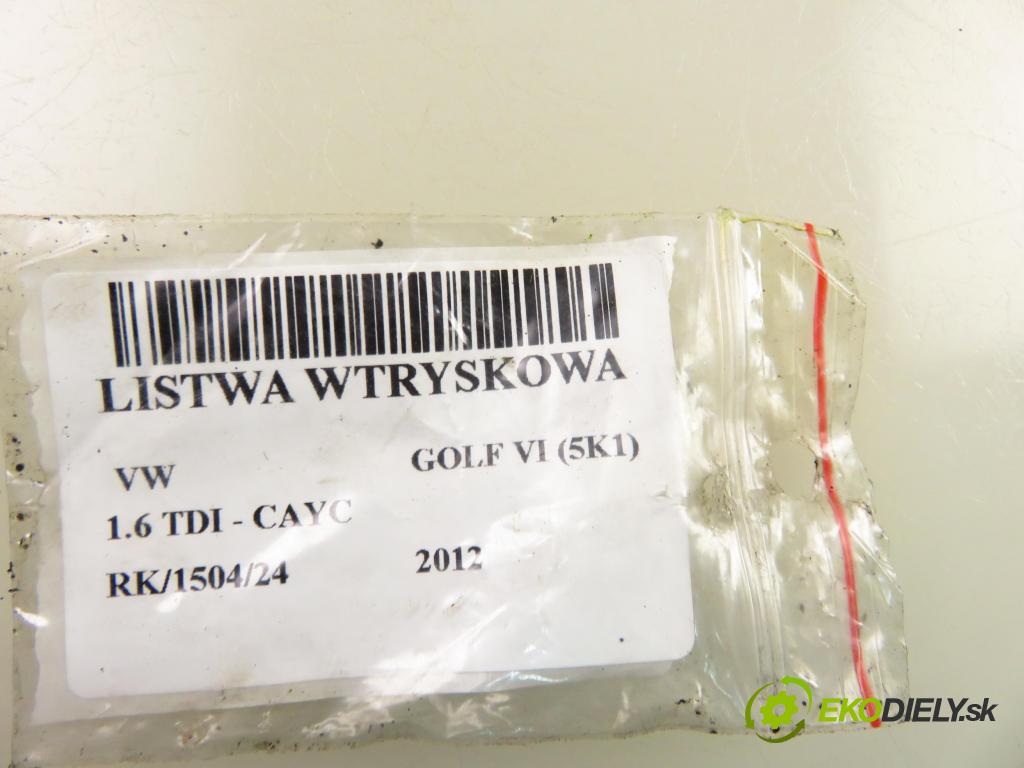 LISTWA WTRYSKOWA
VW GOLF VI (5K1)
1.6 TDI - CAYC
RK/1504/24 2012
EKODIELY.sk